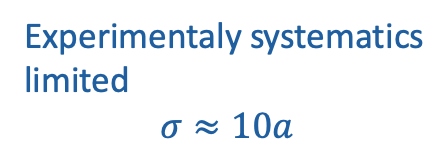 Experimentaly systematics
limited
σ ≈ 10a